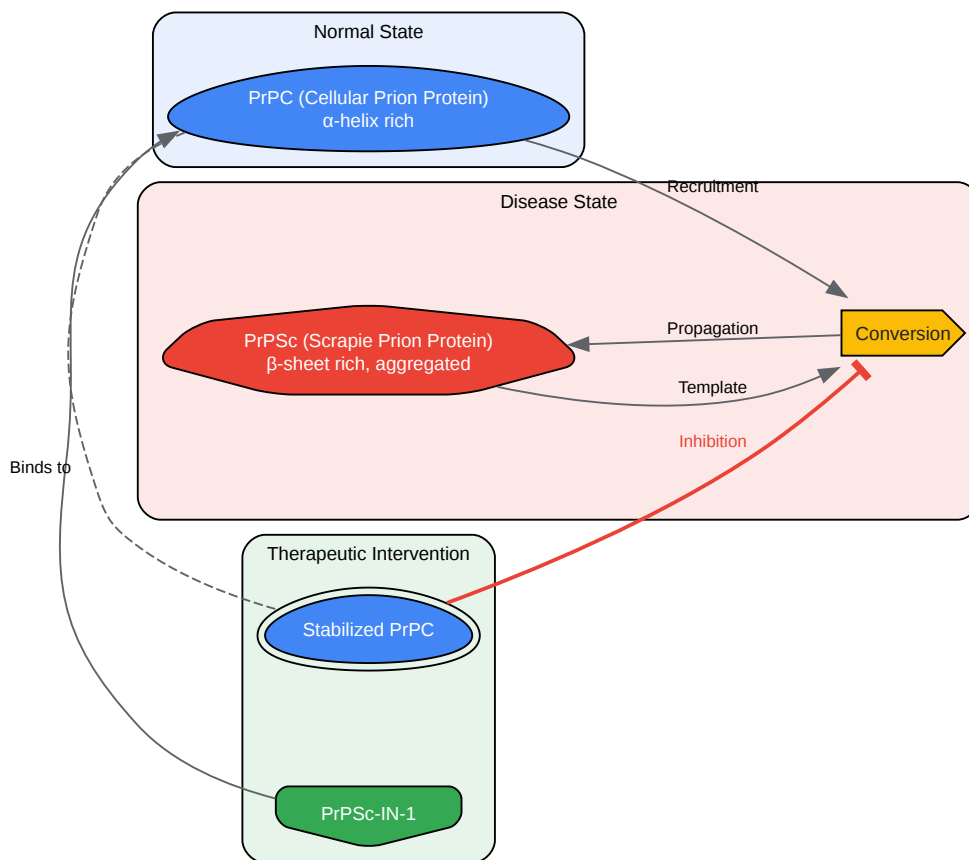 Normal State
PrPC (Cellular Prion Protein)
α-helix rich
Recruitment
Disease State
PrPSc (Scrapie Prion Protein)
β-sheet rich, aggregated
Propagation
Conversion
Template
Inhibition
Binds to
Therapeutic Intervention
Stabilized PrPC
PrPSc-IN-1